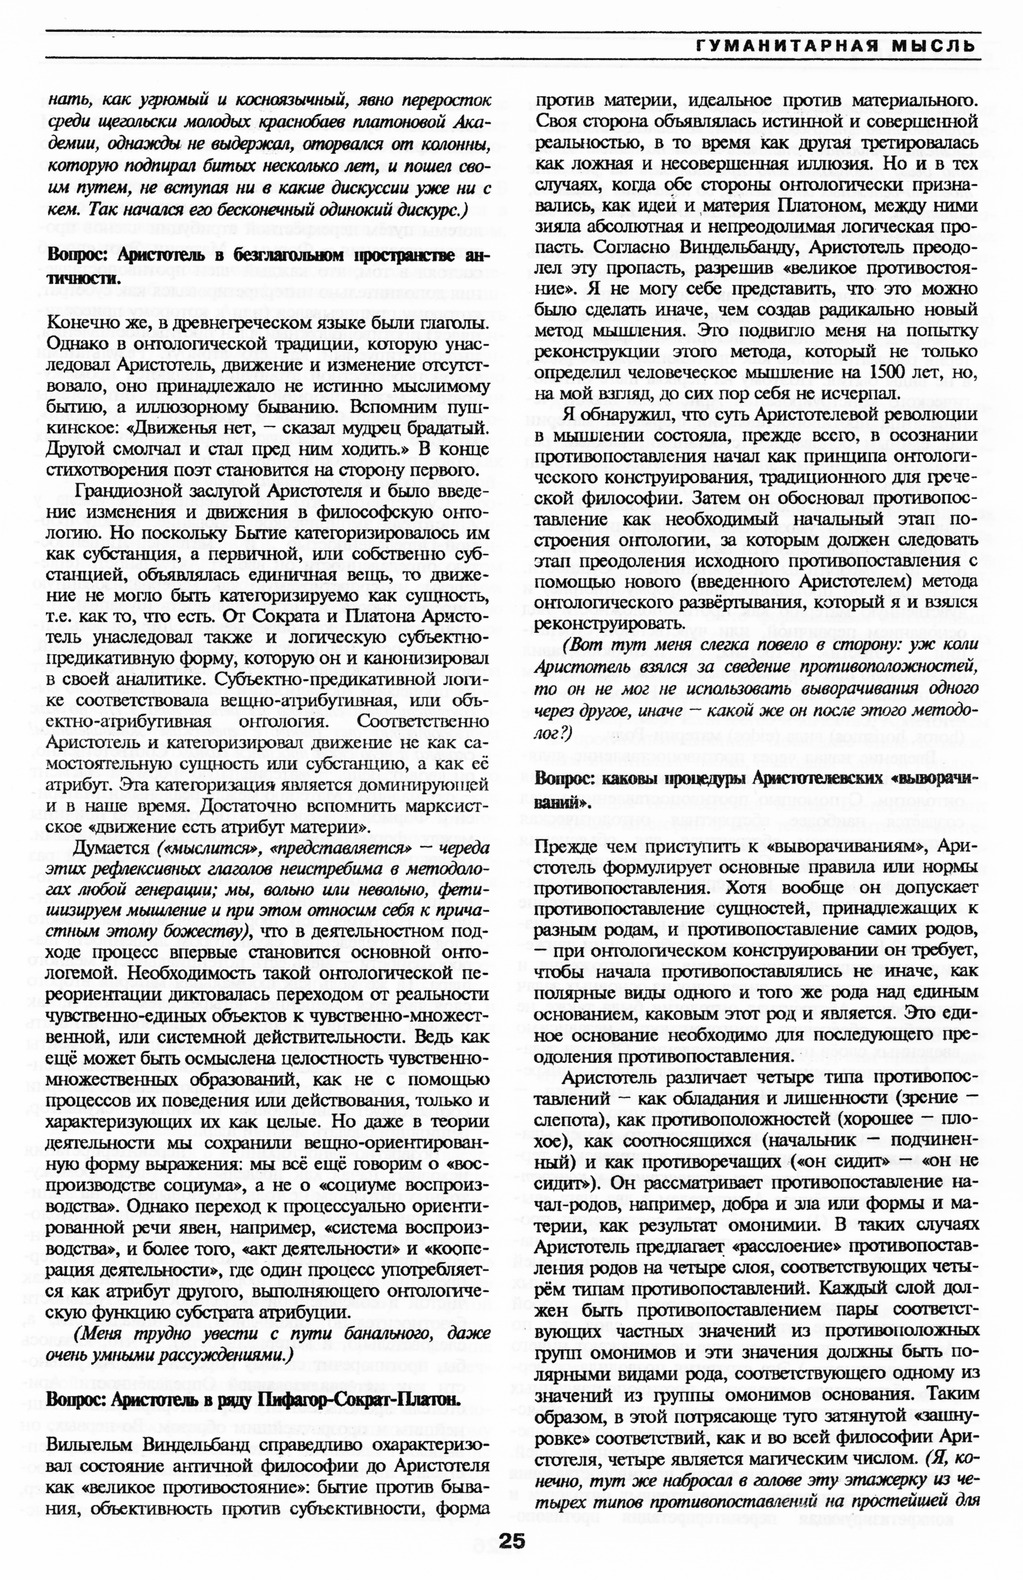 ГУМАНИТАРНАЯ МЫСЛЬ
нать, как угрюмый и косноязычный, явно переросток
среди щегольски молодых краснобаев платоновой Ака-
демии, однажды не выдержал, оторвался от колонны,
которую подпирал битых несколько лет, и пошел сво-
им путем, не вступая ни в какие дискуссии уже ни с
кем. Так начался его бесконечный одинокий дискурс.)
Вопрос: Аристотель в безглагольном пространстве ан-
тичности.
Конечно же, в древнегреческом языке были глаголы.
Однако в онтологической традиции, которую унас-
ледовал Аристотель, движение и изменение отсутст-
вовало, оно принадлежало не истинно мыслимому
бытию, а иллюзорному быванию. Вспомним пуш-
кинское: «Движенья нет, — сказал мудрец брадатый.
Другой смолчал и стал пред ним ходить.» В конце
стихотворения поэт становится на сторону первого.
Грандиозной заслугой Аристотеля и было введе-
ние изменения и движения в философскую онто-
логию. Но поскольку Бытие категоризировалось им
как субстанция, а первичной, или собственно суб-
станцией, объявлялась единичная вещь, то движе-
ние не могло быть категоризируемо как сущность,
т.е. как то, что есть. От Сократа и Платона Аристо-
тель унаследовал также и логическую субъектно-
предикативную форму, которую он и канонизировал
в своей аналитике. Субъектно-предикативной логи-
ке соответствовала вещно-атрибутивная, или объ-
ектно-атрибутивная онтология. Соответственно
Аристотель и категоризировал движение не как са-
мостоятельную сущность или субстанцию, а как её
атрибут. Эта категоризация является доминирующей
и в наше время. Достаточно вспомнить марксист-
ское «движение есть атрибут материи».
Думается («мыслится», «представляется» — череда
этих рефлексивных глаголов неистребима в методоло-
гах любой генерации; мы, вольно или невольно, фети-
шизируем мышление и при этом относим себя к прича-
стным этому божеству), что в деятельностном под-
ходе процесс впервые становится основной онто-
логемой. Необходимость такой онтологической пе-
реориентации диктовалась переходом от реальности
чувственно-единых объектов к чувственно-множест-
венной, или системной действительности. Ведь как
ещё может быть осмыслена целостность чувственно-
множественных образований, как не с помощью
процессов их поведения или действования, только и
характеризующих их как целые. Но даже в теории
деятельности мы сохранили вещно-ориентирован-
ную форму выражения: мы всё ещё говорим о «вос-
производстве социума», а не о «социуме воспроиз-
водства». Однако переход к процессуально ориенти-
рованной речи явен, например, «система воспроиз-
водства», и более того, «акт деятельности» и «коопе-
рация деятельности», где один процесс употребляет-
ся как атрибут другого, выполняющего онтологиче-
скую функцию субстрата атрибуции.
(Меня трудно увести с пути банального, даже
очень умными рассуждениями.)
Вопрос: Аристотель в ряду Пифагор-Сократ-Платон.
Вильгельм Виндельбанд справедливо охарактеризо-
вал состояние античной философии до Аристотеля
как «великое противостояние»: бытие против быва-
ния, объективность против субъективности, форма
против материи, идеальное против материального.
Своя сторона объявлялась истинной и совершенной
реальностью, в то время как другая третировалась
как ложная и несовершенная иллюзия. Но и в тех
случаях, когда обе стороны онтологически призна-
вались, как идеи и материя Платоном, между ними
зияла абсолютная и непреодолимая логическая про-
пасть. Согласно Виндельбанду, Аристотель преодо-
лел эту пропасть, разрешив «великое противостоя-
ние». Я не могу себе представить, что это можно
было сделать иначе, чем создав радикально новый
метод мышления. Это подвигло меня на попытку
реконструкции этого метода, который не только
определил человеческое мышление на 1500 лет, но,
на мой взгляд, до сих пор себя не исчерпал.
Я обнаружил, что суть Аристотелевой революции
в мышлении состояла, прежде всего, в осознании
противопоставления начал как принципа онтологи-
ческого конструирования, традиционного для грече-
ской философии. Затем он обосновал противопос-
тавление как необходимый начальный этап по-
строения онтологии, за которым должен следовать
этап преодоления исходного противопоставления с
помощью нового (введенного Аристотелем) метода
онтологического развёртывания, который я и взялся
реконструировать.
(Вот тут меня слегка повело в сторону: уж коли
Аристотель взялся за сведение противоположностей,
то он не мог не использовать выворачивания одного
через другое, иначе — какой же он после этого методо-
лог?)
Вопрос: каковы процедуры Аристотелевских «выворачи-
ваний».
Прежде чем приступить к «выворачиваниям», Ари-
стотель формулирует основные правила или нормы
противопоставления. Хотя вообще он допускает
противопоставление сущностей, принадлежащих к
разным родам, и противопоставление самих родов,
— при онтологическом конструировании он требует,
чтобы начала противопоставлялись не иначе, как
полярные виды одного и того же рода над единым
основанием, каковым этот род и является. Это еди-
ное основание необходимо для последующего пре-
одоления противопоставления.
Аристотель различает четыре типа противопос-
тавлений — как обладания и лишенности (зрение —
слепота), как противоположностей (хорошее — пло-
хое), как соотносящихся (начальник — подчинен-
ный) и как противоречащих («он сидит» — «он не
сидит»). Он рассматривает противопоставление на-
чал-родов, например, добра и зла или формы и ма-
терии, как результат омонимии. В таких случаях
Аристотель предлагает «расслоение» противопостав-
ления родов на четыре слоя, соответствующих четы-
рём типам противопоставлений. Каждый слой дол-
жен быть противопоставлением пары соответст-
вующих частных значений из противоположных
групп омонимов и эти значения должны быть по-
лярными видами рода, соответствующего одному из
значений из группы омонимов основания. Таким
образом, в этой потрясающе туго затянутой «зашну-
ровке» соответствий, как и во всей философии Ари-
стотеля, четыре является магическим числом. (Я, ко-
нечно, тут же набросал в голове эту этажерку из че-
тырех типов противопоставлений на простейшей для
25